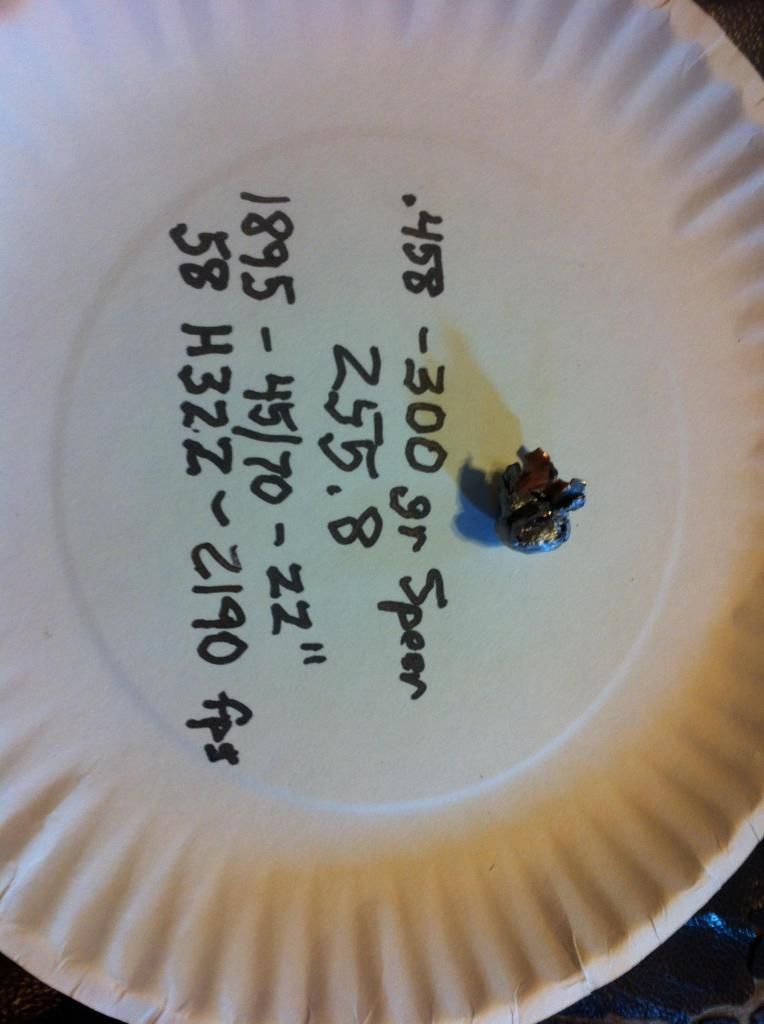 .458 - 300 gr Speer
255.8
1895 - 45/70 - 22"
58 H322 - 2190 fps